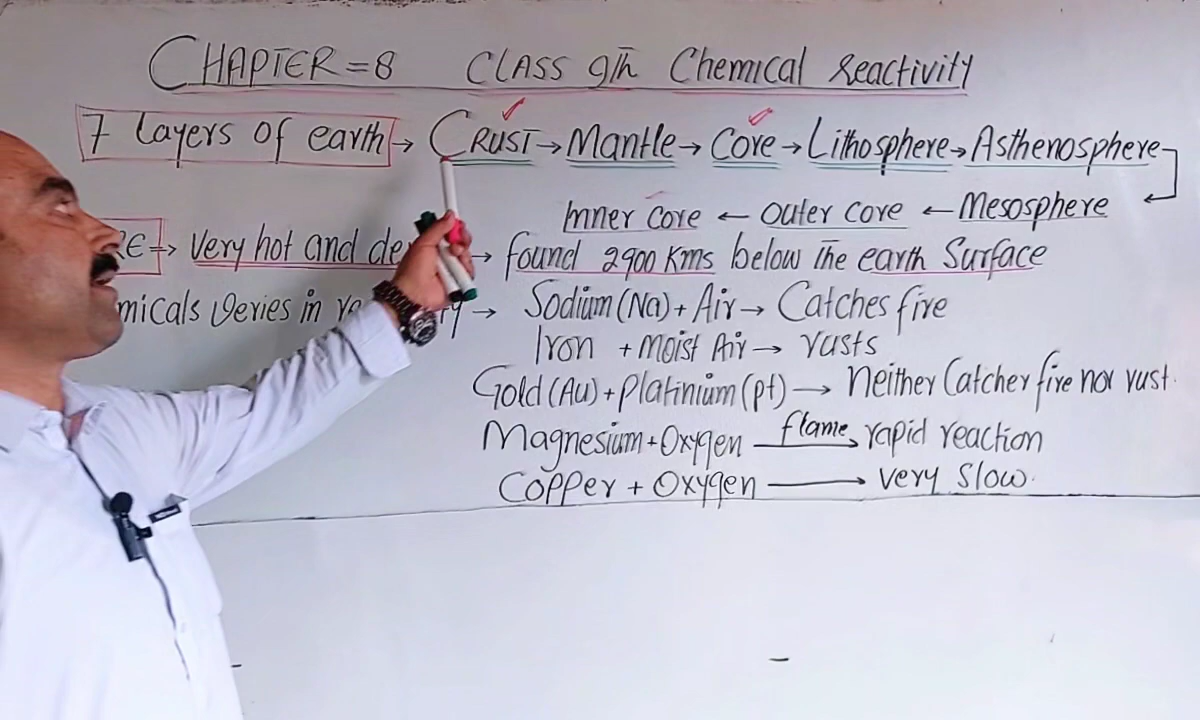 CHAPTER = 8 CLASS 9th Chemical Reactivity
7 Layers of earth → CRUST → Mantle → Core → Lithosphere → Asthenosphere
Inner core ← outer core ← Mesosphere
RE → very hot and de → found 2900 Kms below the earth Surface
micals veries in re y → Sodium (Na) + Air → Catches fire
Iron + Moist Air → rusts
Gold (Au) + Platinium (pt) → Neither Catcher fire nor rust.
Magnesium + Oxygen flame → rapid reaction
Copper + Oxygen → very slow.